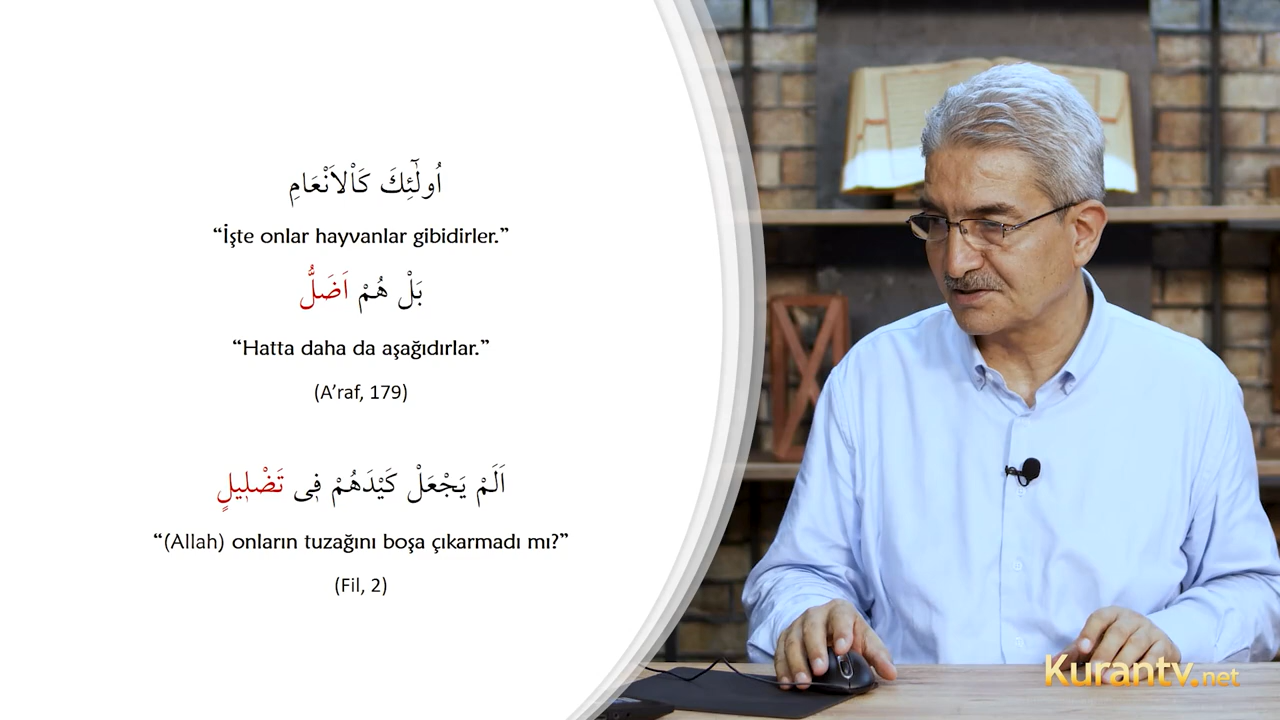 اُولٰٓئِكَ كَاْلاَنْعَامِ
“İşte onlar hayvanlar gibidirler.”
بَلْ هُمْ اَضَلُّ
“Hatta daha da aşağıdırlar.”
(A’raf, 179)
اَلَمْ يَجْعَلْ كَيْدَهُمْ فٖى تَضْلٖيلٍ
“(Allah) onların tuzağını boşa çıkarmadı mı?”
(Fil, 2)
Kurantv.net